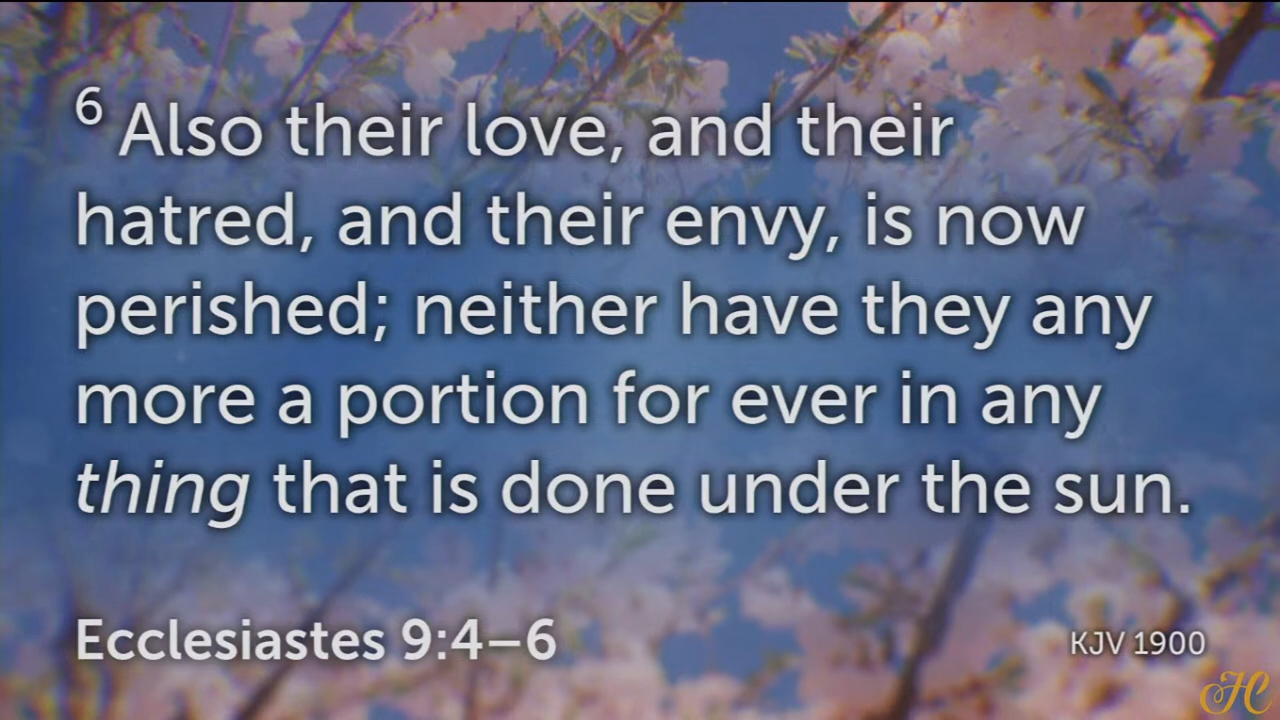 6 Also their love, and their
hatred, and their envy, is now
perished; neither have they any
more a portion for ever in any
thing that is done under the sun.
Ecclesiastes 9:4–6
KJV 1900
HC